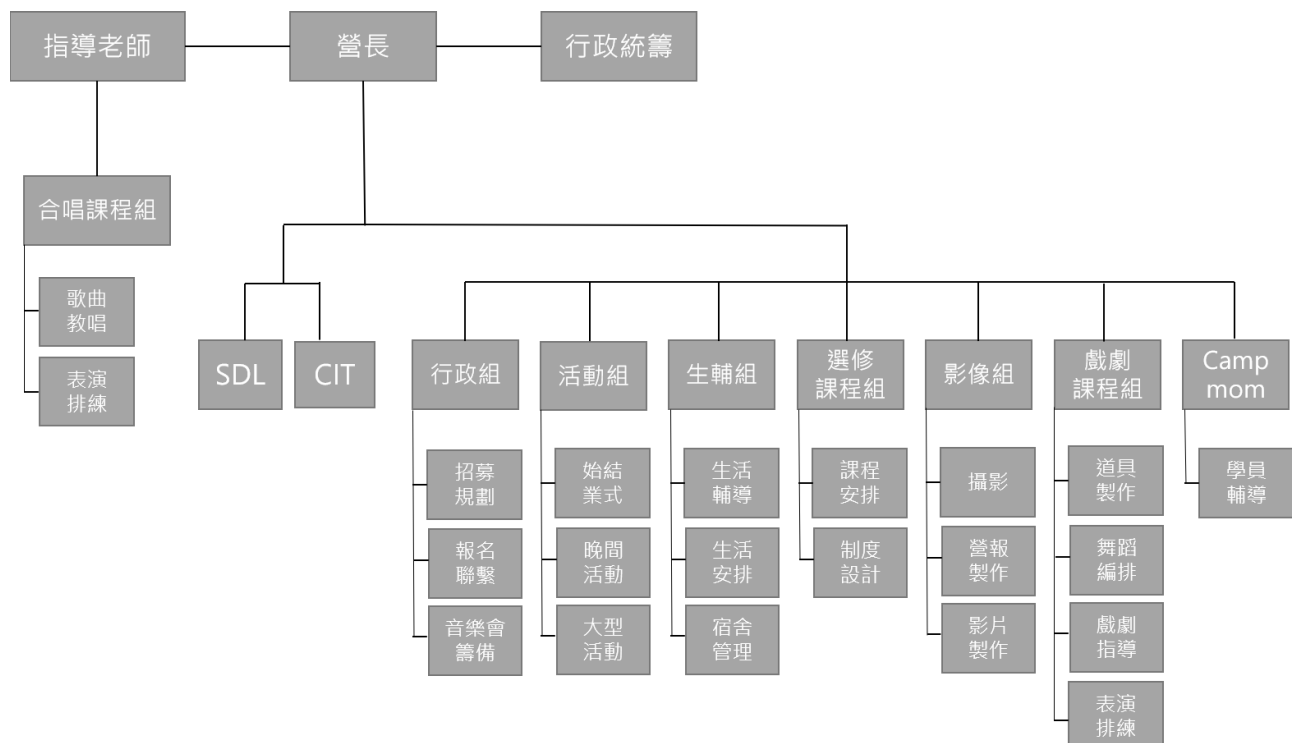 指導老師
營長
行政統籌
合唱課程組
歌曲
教唱
表演
排練
SDL
CIT
行政組
活動組
生輔組
選修
課程組
影像組
戲劇
課程組
Camp
mom
招募
規劃
報名
聯繫
音樂會
籌備
始結
業式
晚間
活動
大型
活動
生活
輔導
生活
安排
宿舍
管理
課程
安排
制度
設計
攝影
營報
製作
影片
製作
道具
製作
舞蹈
編排
戲劇
指導
表演
排練
學員
輔導